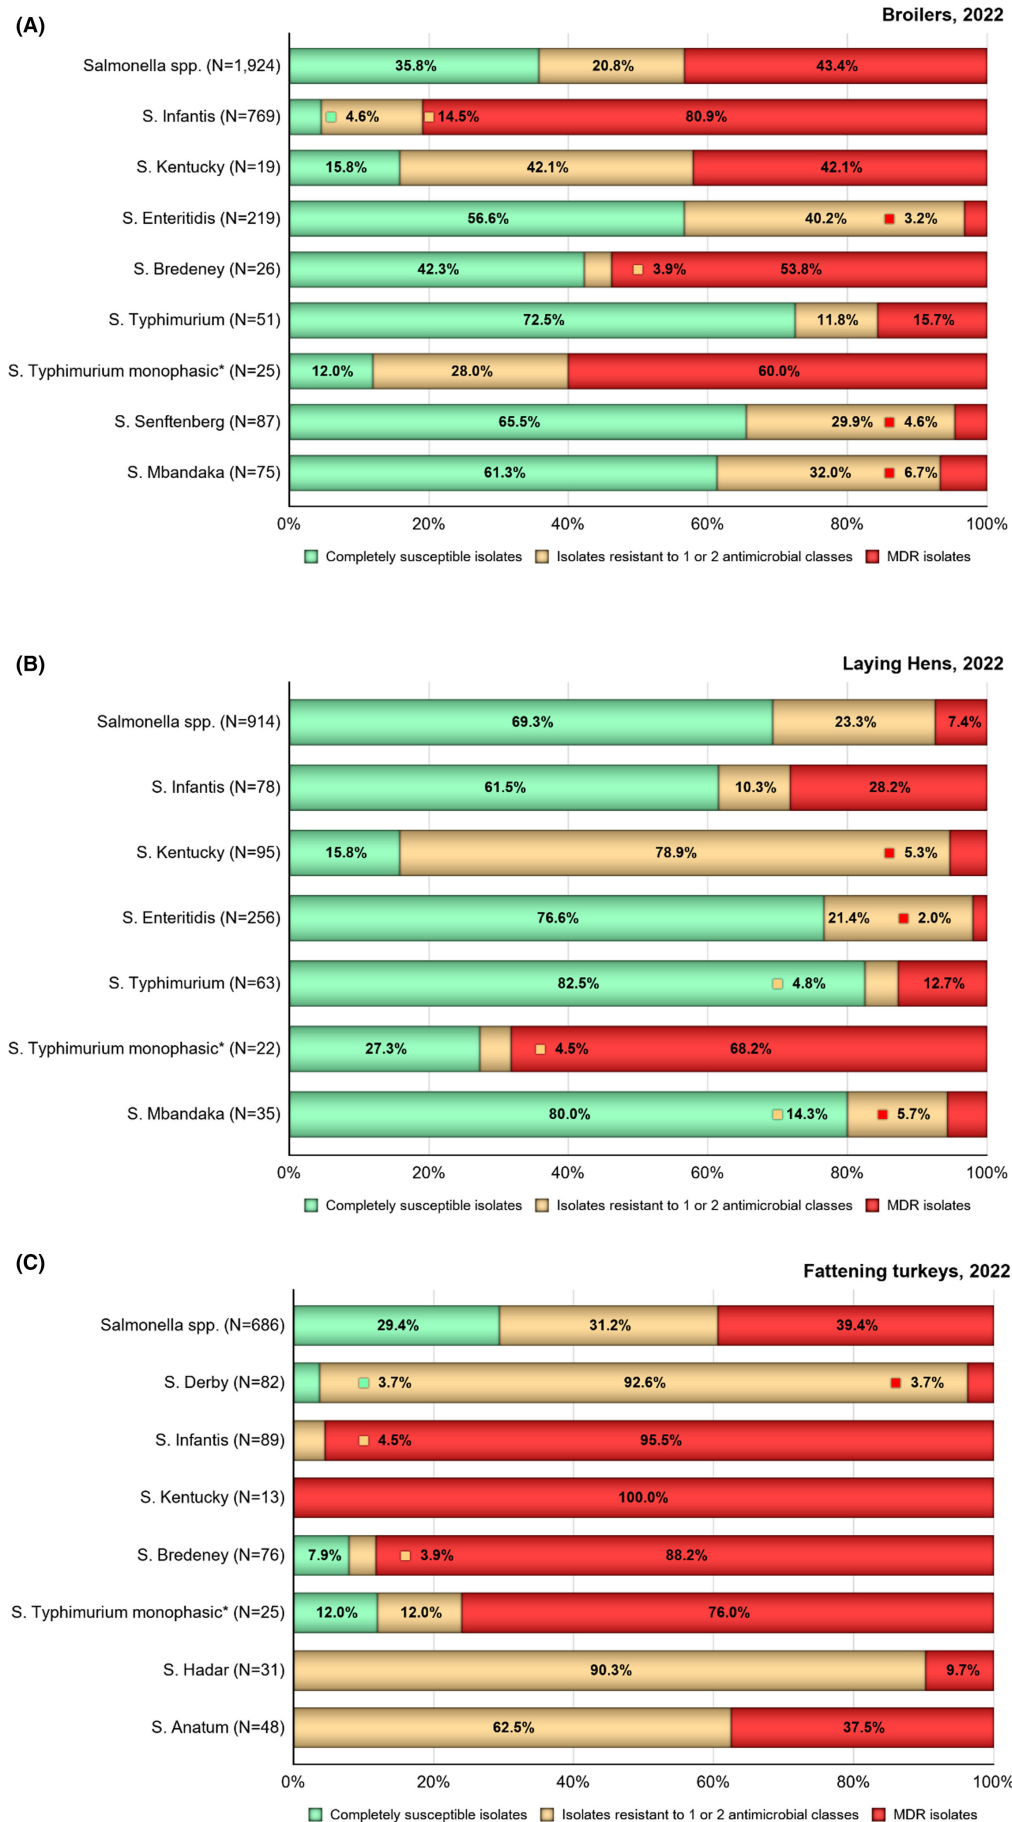 (A)
Broilers, 2022
Salmonella spp. (N=1,924) 35.8% 20.8% 43.4%
S. Infantis (N=769) 4.6% 14.5% 80.9%
S. Kentucky (N=19) 15.8% 42.1% 42.1%
S. Enteritidis (N=219) 56.6% 40.2% 3.2%
S. Bredeney (N=26) 42.3% 3.9% 53.8%
S. Typhimurium (N=51) 72.5% 11.8% 15.7%
S. Typhimurium monophasic* (N=25) 12.0% 28.0% 60.0%
S. Senftenberg (N=87) 65.5% 29.9% 4.6%
S. Mbandaka (N=75) 61.3% 32.0% 6.7%
0% 20% 40% 60% 80% 100%
Completely susceptible isolates Isolates resistant to 1 or 2 antimicrobial classes MDR isolates
(B)
Laying Hens, 2022
Salmonella spp. (N=914) 69.3% 23.3% 7.4%
S. Infantis (N=78) 61.5% 10.3% 28.2%
S. Kentucky (N=95) 15.8% 78.9% 5.3%
S. Enteritidis (N=256) 76.6% 21.4% 2.0%
S. Typhimurium (N=63) 82.5% 4.8% 12.7%
S. Typhimurium monophasic* (N=22) 27.3% 4.5% 68.2%
S. Mbandaka (N=35) 80.0% 14.3% 5.7%
0% 20% 40% 60% 80% 100%
Completely susceptible isolates Isolates resistant to 1 or 2 antimicrobial classes MDR isolates
(C)
Fattening turkeys, 2022
Salmonella spp. (N=686) 29.4% 31.2% 39.4%
S. Derby (N=82) 3.7% 92.6% 3.7%
S. Infantis (N=89) 4.5% 95.5%
S. Kentucky (N=13) 100.0%
S. Bredeney (N=76) 7.9% 3.9% 88.2%
S. Typhimurium monophasic* (N=25) 12.0% 12.0% 76.0%
S. Hadar (N=31) 90.3% 9.7%
S. Anatum (N=48) 62.5% 37.5%
0% 20% 40% 60% 80% 100%
Completely susceptible isolates Isolates resistant to 1 or 2 antimicrobial classes MDR isolates